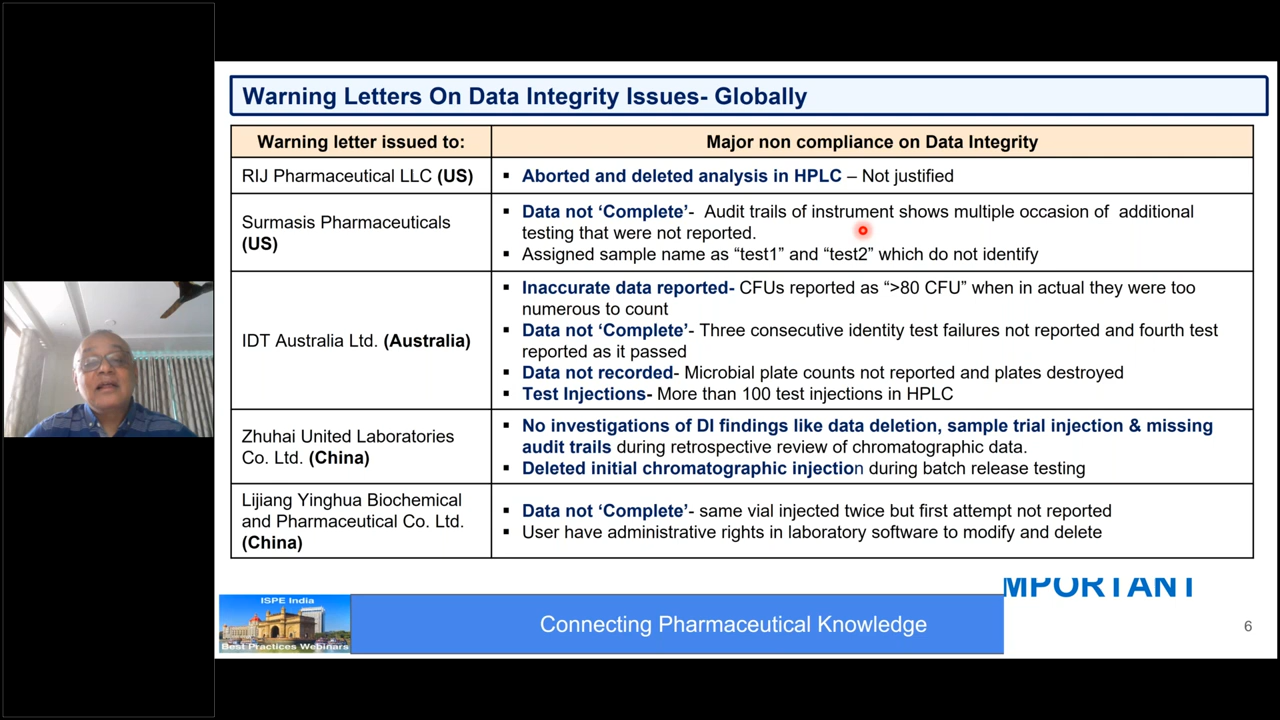 Warning Letters On Data Integrity Issues- Globally
Warning letter issued to:
Major non compliance on Data Integrity
RIJ Pharmaceutical LLC (US)
▪ Aborted and deleted analysis in HPLC – Not justified
Surmasis Pharmaceuticals
(US)
▪ Data not ‘Complete’- Audit trails of instrument shows multiple occasion of additional
testing that were not reported.
▪ Assigned sample name as “test1” and “test2” which do not identify
IDT Australia Ltd. (Australia)
▪ Inaccurate data reported- CFUs reported as “>80 CFU” when in actual they were too
numerous to count
▪ Data not ‘Complete’- Three consecutive identity test failures not reported and fourth test
reported as it passed
▪ Data not recorded- Microbial plate counts not reported and plates destroyed
▪ Test Injections- More than 100 test injections in HPLC
Zhuhai United Laboratories
Co. Ltd. (China)
▪ No investigations of DI findings like data deletion, sample trial injection & missing
audit trails during retrospective review of chromatographic data.
▪ Deleted initial chromatographic injection during batch release testing
Lijiang Yinghua Biochemical
and Pharmaceutical Co. Ltd.
(China)
▪ Data not ‘Complete’- same vial injected twice but first attempt not reported
▪ User have administrative rights in laboratory software to modify and delete
MPORTANT
ISPE India
Best Practices Webinars
Connecting Pharmaceutical Knowledge
6